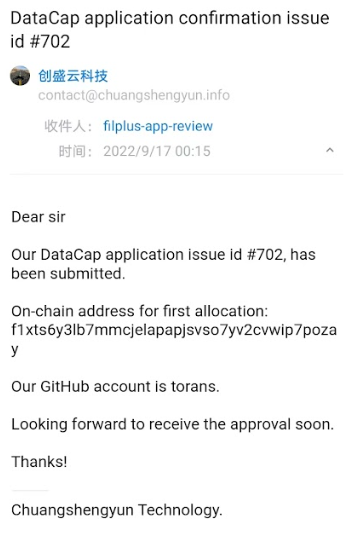 DataCap application confirmation issue
id #702
创盛云科技
contact@chuangshengyun.info
收件人： filplus-app-review
时间： 2022/9/17 00:15
Dear sir
Our DataCap application issue id #702, has
been submitted.
On-chain address for first allocation:
f1xts6y3lb7mmcjelapapjsvso7yv2cvwip7poza
y
Our GitHub account is torans.
Looking forward to receive the approval soon.
Thanks!
Chuangshengyun Technology.